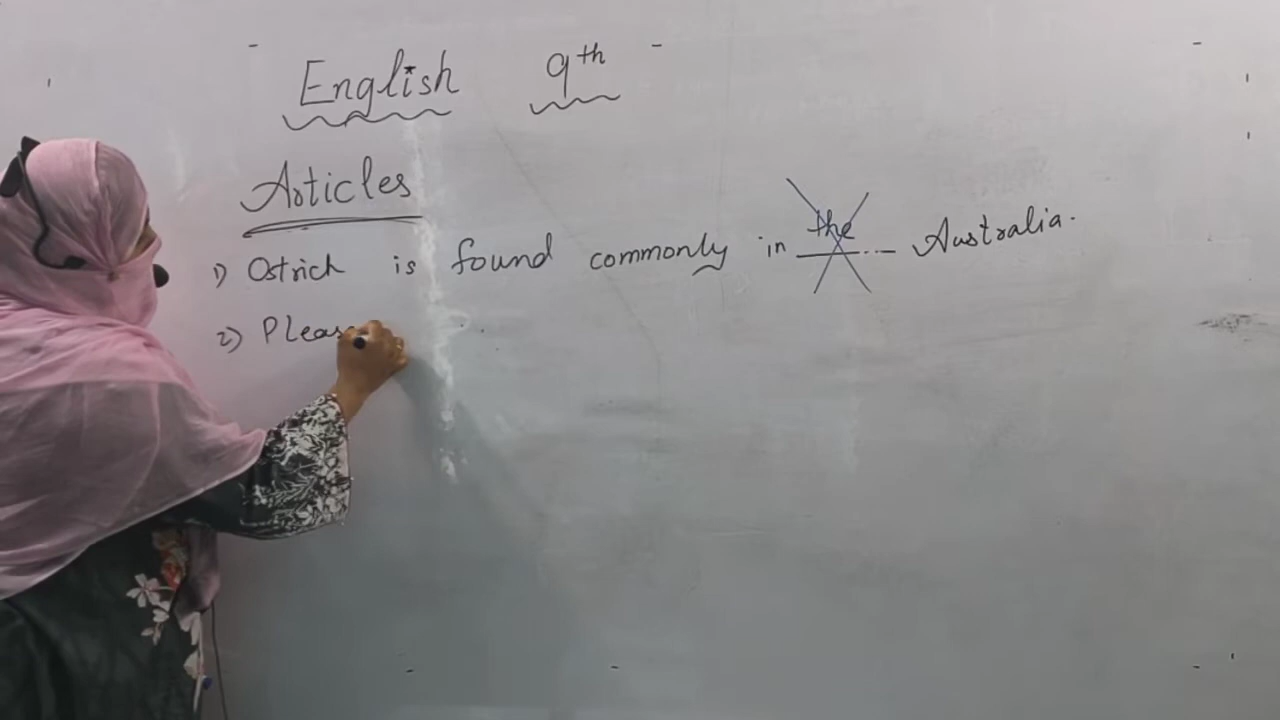 English 9th
Articles
1) Ostrich is found commonly in the Australia.
2) Pleas